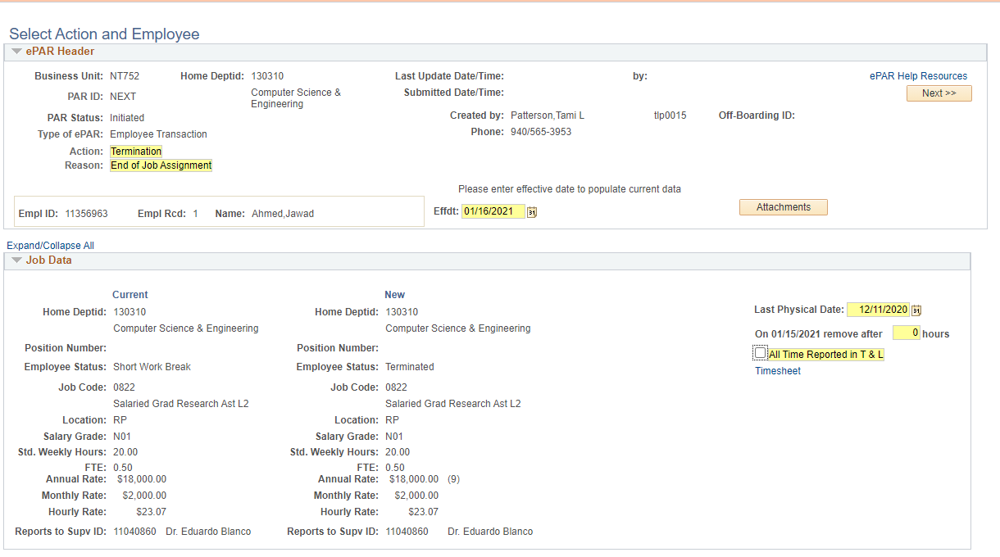 Select Action and Employee
ePAR Header
Business Unit: NT752 Home Deptid: 130310 Last Update Date/Time: by: ePAR Help Resources
PAR ID: NEXT Computer Science & Engineering Submitted Date/Time: Next >>
PAR Status: Initiated Created by: Patterson,Tami L tlp0015 Off-Boarding ID:
Type of ePAR: Employee Transaction Phone: 940/565-3953
Action: Termination
Reason: End of Job Assignment
Please enter effective date to populate current data
Empl ID: 11356963 Empl Rcd: 1 Name: Ahmed,Jawad Effdt: 01/16/2021 31 Attachments
Expand/Collapse All
Job Data
Current New
Home Deptid: 130310 Home Deptid: 130310 Last Physical Date: 12/11/2020 31
Computer Science & Engineering Computer Science & Engineering On 01/15/2021 remove after 0 hours
Position Number: Position Number: All Time Reported in T & L
Employee Status: Short Work Break Employee Status: Terminated Timesheet
Job Code: 0822 Job Code: 0822
Salaried Grad Research Ast L2 Salaried Grad Research Ast L2
Location: RP Location: RP
Salary Grade: N01 Salary Grade: N01
Std. Weekly Hours: 20.00 Std. Weekly Hours: 20.00
FTE: 0.50 FTE: 0.50
Annual Rate: $18,000.00 Annual Rate: $18,000.00 (9)
Monthly Rate: $2,000.00 Monthly Rate: $2,000.00
Hourly Rate: $23.07 Hourly Rate: $23.07
Reports to Supv ID: 11040860 Dr. Eduardo Blanco Reports to Supv ID: 11040860 Dr. Eduardo Blanco